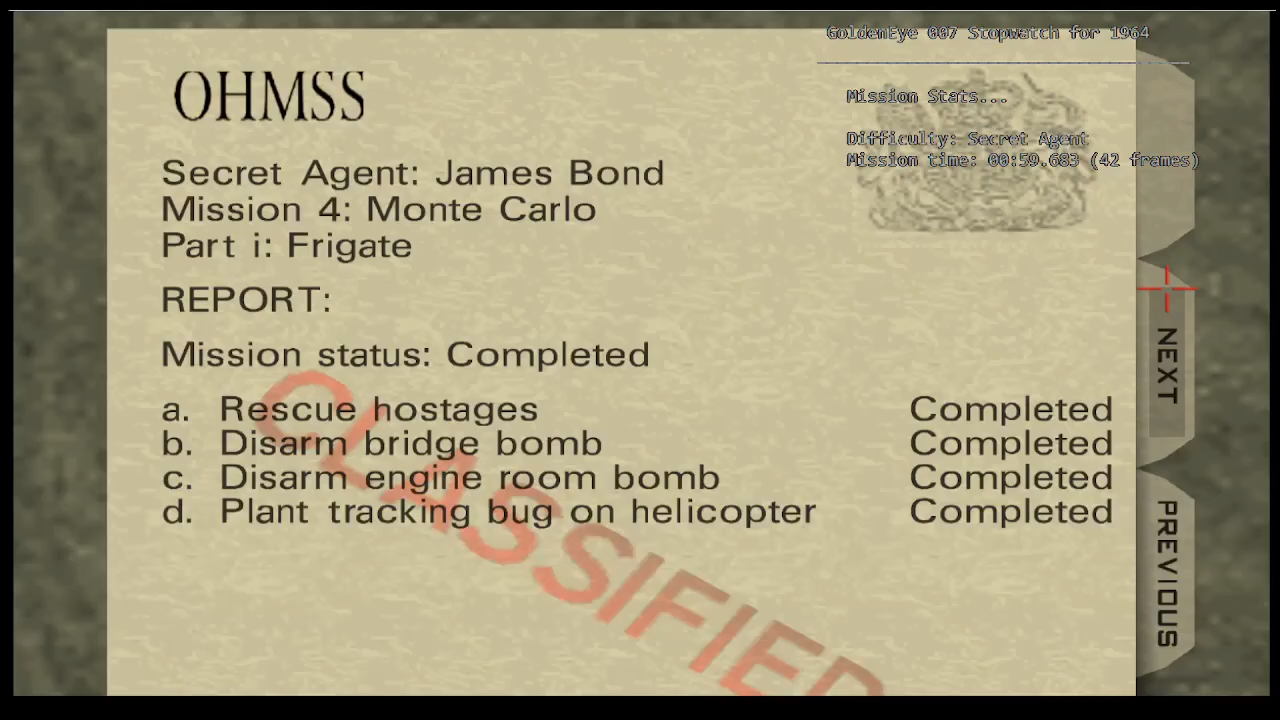 GoldenEye 007 Stopwatch for 1964
Mission Stats...
Difficulty: Secret Agent
Mission time: 00:59.683 (42 frames)
OHMSS
Secret Agent: James Bond
Mission 4: Monte Carlo
Part i: Frigate
REPORT:
Mission status: Completed
a. Rescue hostages Completed
b. Disarm bridge bomb Completed
c. Disarm engine room bomb Completed
d. Plant tracking bug on helicopter Completed
CLASSIFIED
NEXT
PREVIOUS